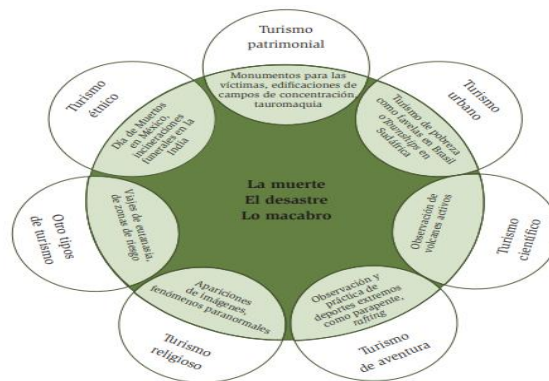 Turismo
patrimonial
Monumentos para las
víctimas, edificaciones de
campos de concentración,
tauromaquia
Turismo
urbano
Turismo de pobreza
como favelas en Brasil
o Townships en
Sudáfrica
Turismo
científico
Observación de
volcanes activos
Turismo
de aventura
Observación y
práctica de
deportes extremos
como parapente,
rafting
Turismo
religioso
Apariciones
de imágenes,
fenómenos paranormales
Otro tipos
de turismo
Viajes de eutanasia,
de zonas de riesgo
Turismo
étnico
Día de Muertos
en México,
incineraciones
funerales en la
India
La muerte
El desastre
Lo macabro